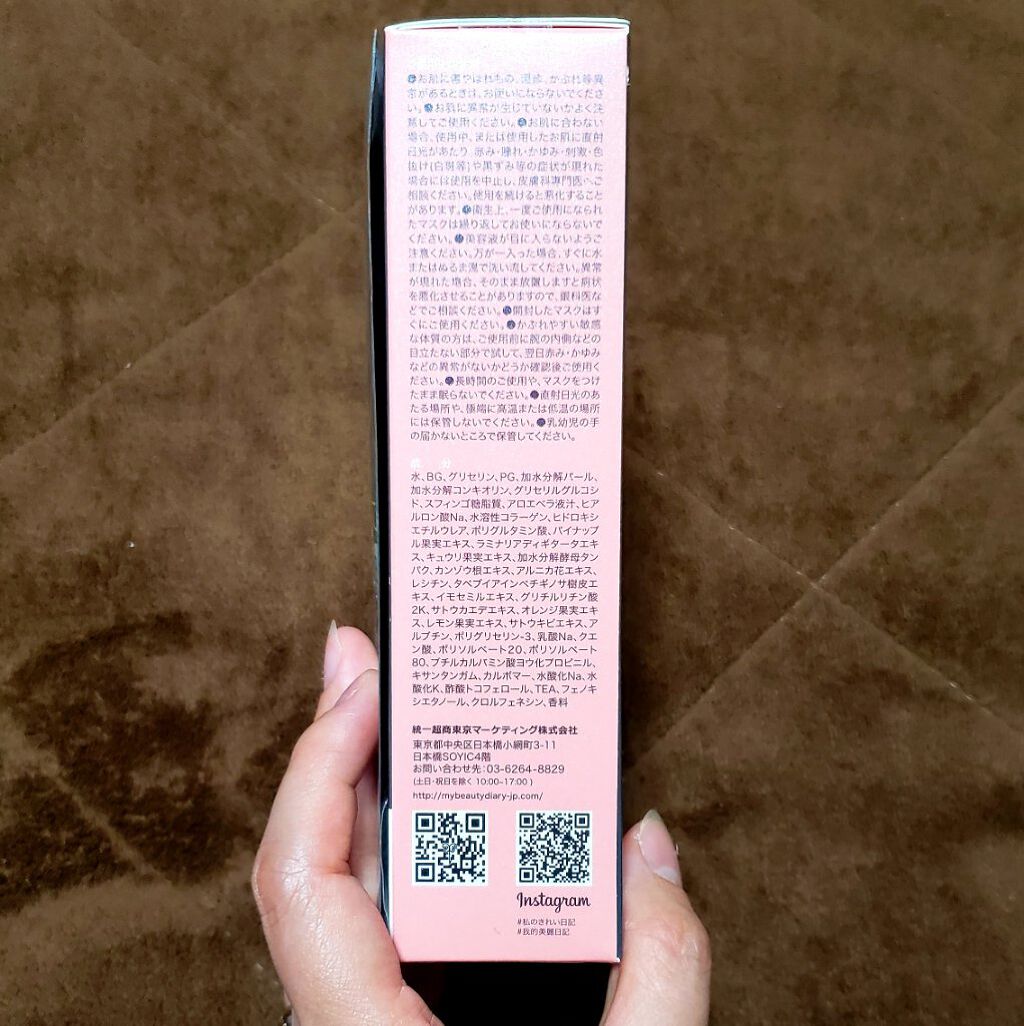 ●お肌に傷やはれもの、湿疹、かぶれ等異
常があるときは、お使いにならないでくださ
い。●お肌に異常が生じていないかよく注
意してご使用ください。●お肌に合わない
場合、使用中、または使用したお肌に直射
日光があたり、赤み・腫れ・かゆみ・刺激・色
抜け(白斑等)や黒ずみ等の症状が現れた
場合には使用を中止し、皮膚科専門医へご
相談ください。使用を続けると悪化すること
があります。●衛生上、一度ご使用になられ
たマスクは繰り返してお使いにならないで
ください。●美容液が目に入らないようご
注意ください。万が一入った場合、すぐに水
またはぬるま湯で洗い流してください。異常
が現れた場合、そのまま放置しますと病状
を悪化させることがありますので、眼科医な
どでご相談ください。●開封したマスクはす
ぐにご使用ください。●かぶれやすい敏感
な体質の方は、ご使用前に腕の内側などの
目立たない部分で試して、翌日赤み・かゆみ
などの異常がないかどうか確認後ご使用く
ださい。●長時間のご使用や、マスクをつけ
たまま眠らないでください。●直射日光のあ
たる場所や、極端に高温または低温の場所
には保管しないでください。●乳幼児の手
の届かないところで保管してください。
成 分
水、BG、グリセリン、PG、加水分解パール、
加水分解コンキオリン、グリセリルグルコシ
ド、スフィンゴ糖脂質、アロエベラ液汁、ヒア
ルロン酸Na、水溶性コラーゲン、ヒドロキシ
エチルウレア、ポリグルタミン酸、パイナップ
ル果実エキス、ラミナリアディギタータエキ
ス、キュウリ果実エキス、加水分解酵母タン
パク、カンゾウ根エキス、アルニカ花エキス、
レシチン、タベブイアインペチギノサ樹皮エ
キス、イモセミルエキス、グリチルリチン酸
2K、サトウカエデエキス、オレンジ果実エキ
ス、レモン果実エキス、サトウキビエキス、ア
ルブチン、ポリグリセリン-3、乳酸Na、クエ
ン酸、ポリソルベート20、ポリソルベート
80、ブチルカルバミン酸ヨウ化プロピニル、
キサンタンガム、カルボマー、水酸化Na、水
酸化K、酢酸トコフェロール、TEA、フェノキ
シエタノール、クロルフェネシン、香料
統一超商東京マーケティング株式会社
東京都中央区日本橋小網町3-11
日本橋SOYIC4階
お問い合わせ先:03-6264-8829
(土日・祝日を除く 10:00~17:00 )
http://mybeautydiary-jp.com/
Instagram
#私のきれい日記
#我的美麗日記